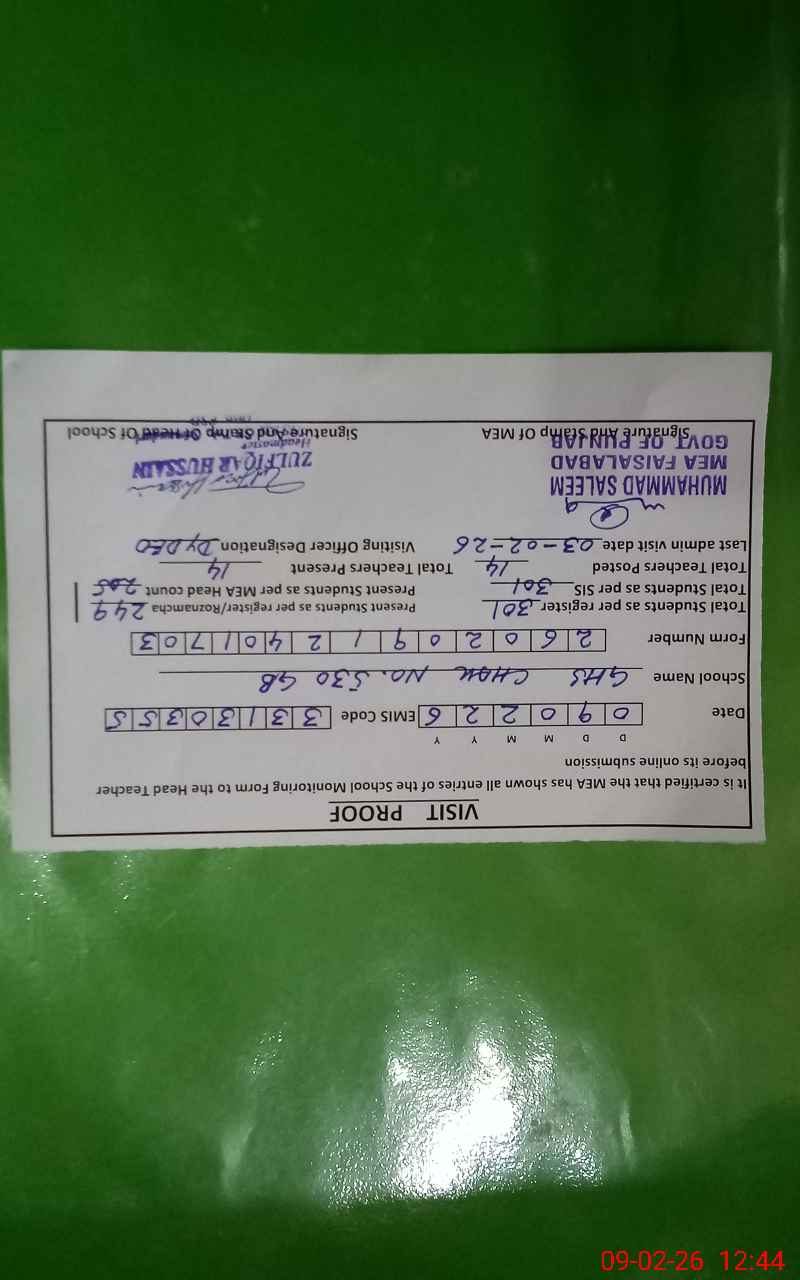 VISIT PROOF
It is certified that the MEA has shown all entries of the School Monitoring Form to the Head Teacher
before its online submission
D D M M Y Y
Date 0 9 0 2 2 6 EMIS Code 3 3 1 3 0 3 5 5
School Name GHS CHAK NO. 530 GB
Form Number 2 6 0 2 0 9 1 2 4 0 1 7 0 3
Total Students as per register 301 Present Students as per register/Roznamcha 249
Total Students as per SIS 301 Present Students as per MEA Head count 205
Total Teachers Posted 14 Total Teachers Present 14
Last admin visit date 03-02-26 Visiting Officer Designation Dy DEO
MUHAMMAD SALEEM
MEA FAISALABAD
GOVT OF PUNJAB
ZULFIQAR HUSSAIN
Headmaster
Signature And Stamp Of MEA Signature And Stamp Of Head Of School
09-02-26 12:44